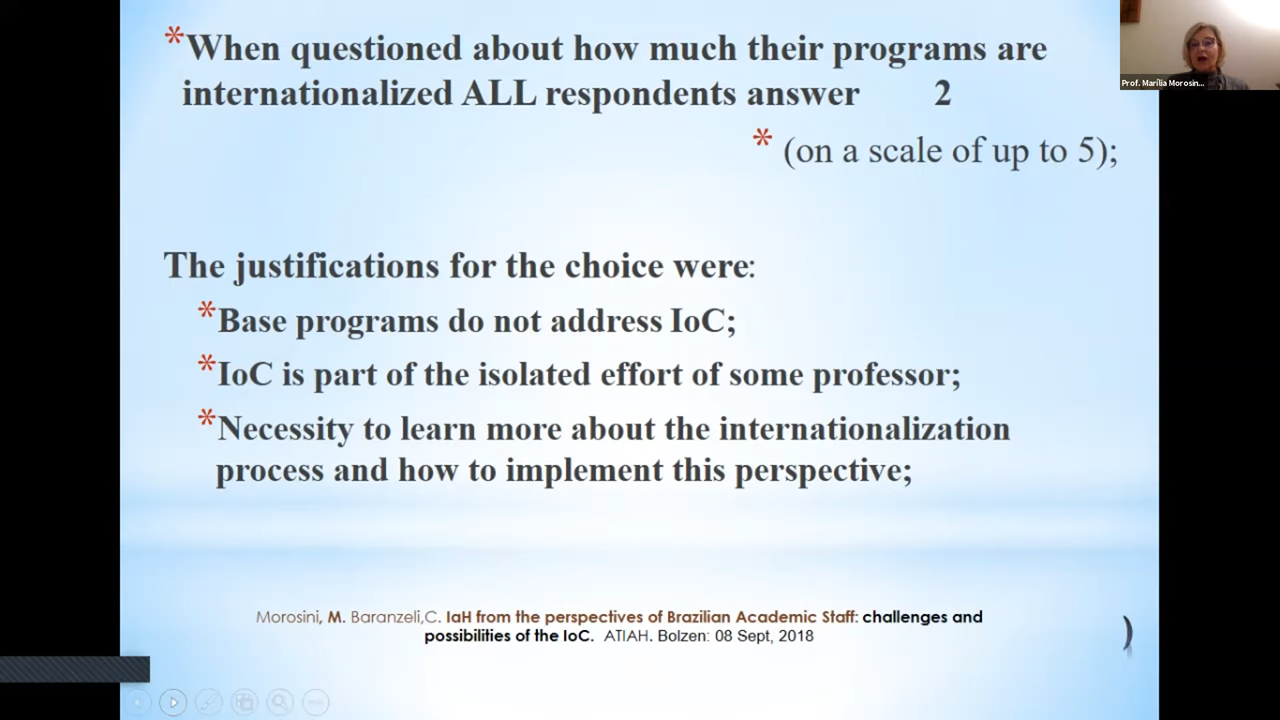 *When questioned about how much their programs are
internationalized ALL respondents answer 2
* (on a scale of up to 5);
The justifications for the choice were:
*Base programs do not address IoC;
*IoC is part of the isolated effort of some professor;
*Necessity to learn more about the internationalization
process and how to implement this perspective;
Morosini, M. Baranzeli,C. IaH from the perspectives of Brazilian Academic Staff: challenges and
possibilities of the IoC. ATIAH. Bolzen: 08 Sept, 2018
)
Prof. Marília Morosin...